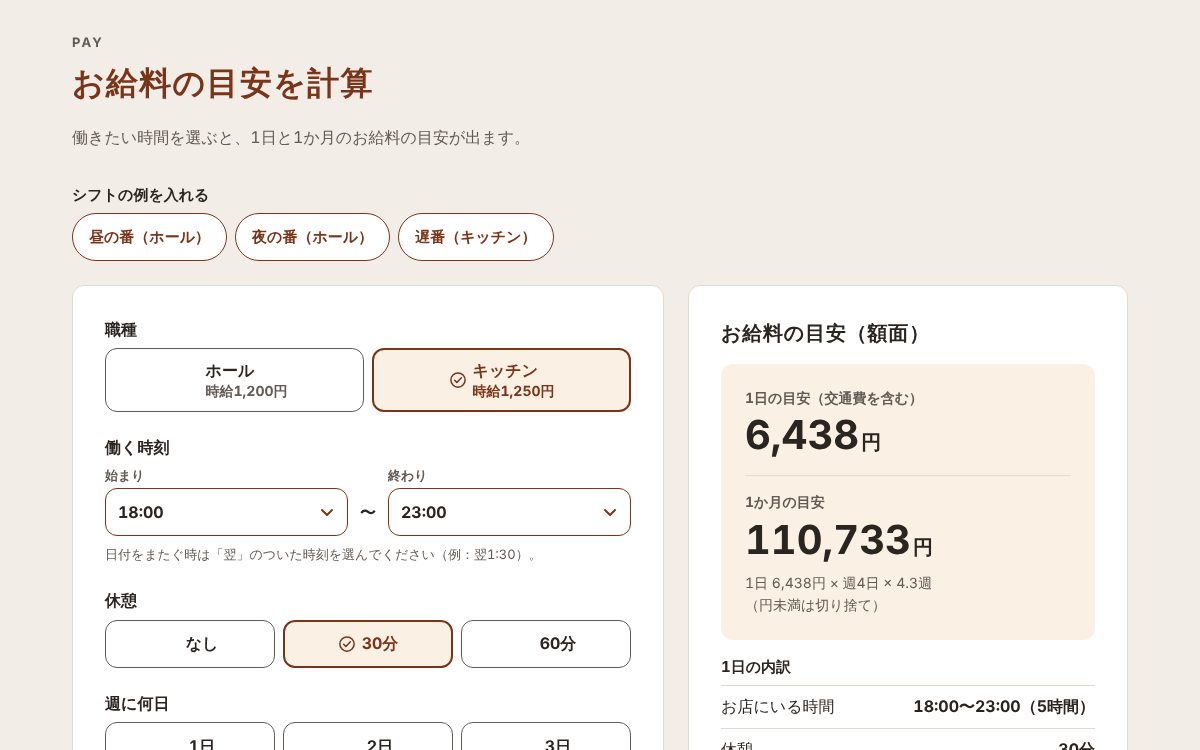 PAY
お給料の目安を計算
働きたい時間を選ぶと、1日と1か月のお給料の目安が出ます。
シフトの例を入れる
昼の番（ホール）
夜の番（ホール）
遅番（キッチン）
職種
ホール
時給1,200円
キッチン
時給1,250円
働く時刻
始まり
終わり
18:00
〜
23:00
日付をまたぐ時は「翌」のついた時刻を選んでください（例：翌1:30）。
休憩
なし
30分
60分
週に何日
1日
2日
3日
お給料の目安（額面）
1日の目安（交通費を含む）
6,438円
1か月の目安
110,733円
1日 6,438円 × 週4日 × 4.3週
（円未満は切り捨て）
1日の内訳
お店にいる時間
18:00〜23:00（5時間）
休憩
30分